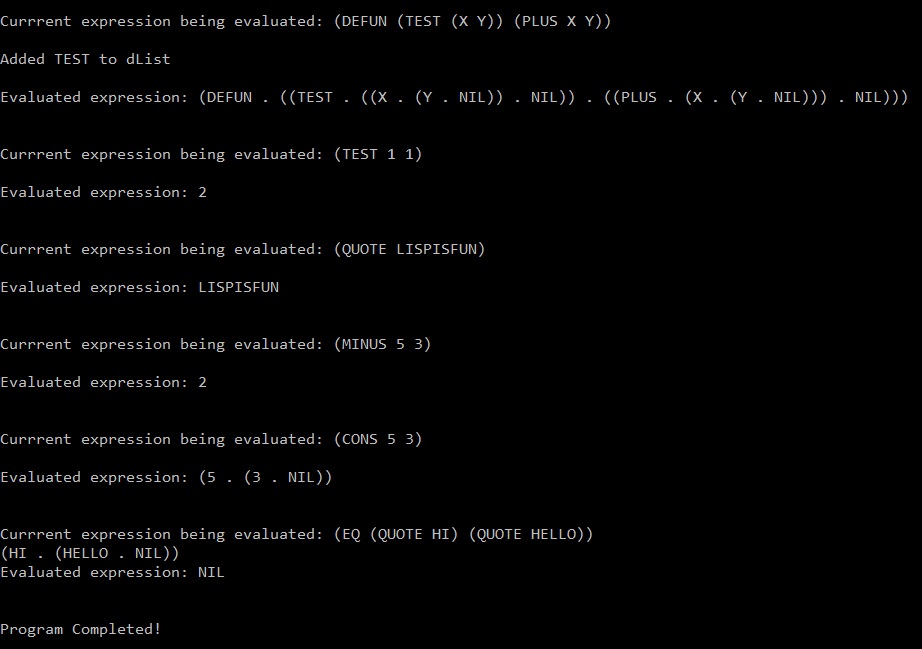 Currrent expression being evaluated: (DEFUN (TEST (X Y)) (PLUS X Y))
Added TEST to dList
Evaluated expression: (DEFUN . ((TEST . ((X . (Y . NIL)) . NIL)) . ((PLUS . (X . (Y . NIL))) . NIL)))
Currrent expression being evaluated: (TEST 1 1)
Evaluated expression: 2
Currrent expression being evaluated: (QUOTE LISPISFUN)
Evaluated expression: LISPISFUN
Currrent expression being evaluated: (MINUS 5 3)
Evaluated expression: 2
Currrent expression being evaluated: (CONS 5 3)
Evaluated expression: (5 . (3 . NIL))
Currrent expression being evaluated: (EQ (QUOTE HI) (QUOTE HELLO))
(HI . (HELLO . NIL))
Evaluated expression: NIL
Program Completed!